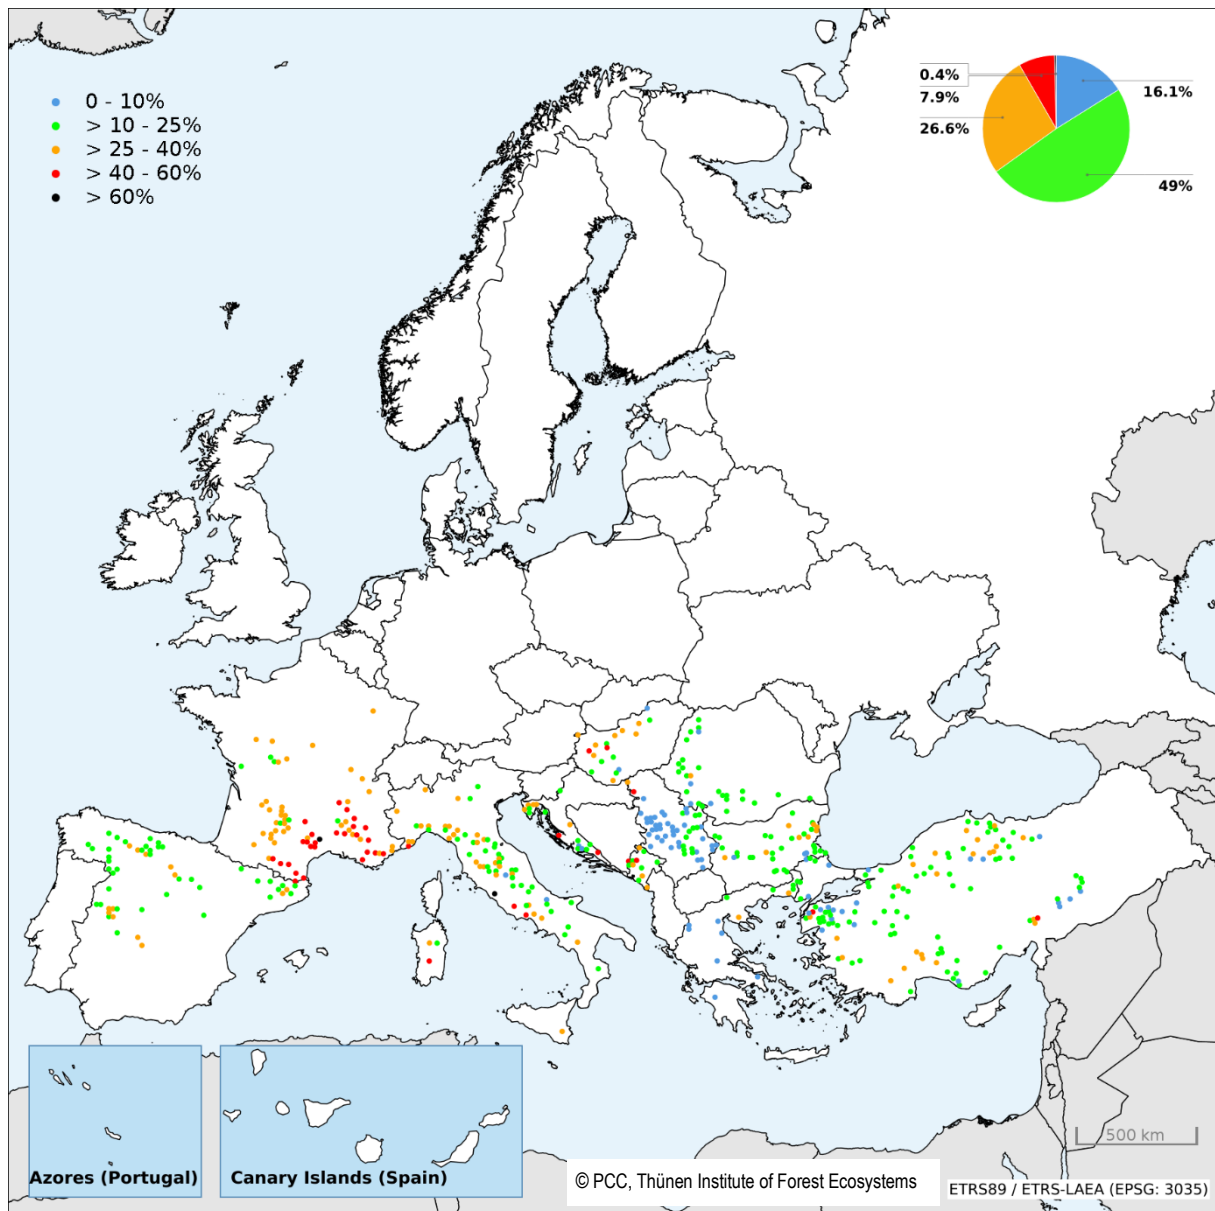 0 - 10%
> 10 - 25%
> 25 - 40%
> 40 - 60%
> 60%
0.4%
7.9%
26.6%
16.1%
49%
500 km
Azores (Portugal)
Canary Islands (Spain)
© PCC, Thünen Institute of Forest Ecosystems
ETRS89 / ETRS-LAEA (EPSG: 3035)